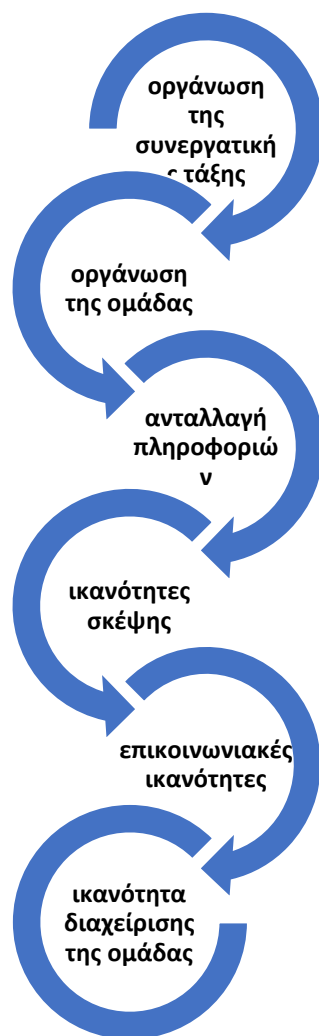 οργάνωση
της
συνεργατική
ς τάξης
οργάνωση
της ομάδας
ανταλλαγή
πληροφοριώ
ν
ικανότητες
σκέψης
επικοινωνιακές
ικανότητες
ικανότητα
διαχείρισης
της ομάδας